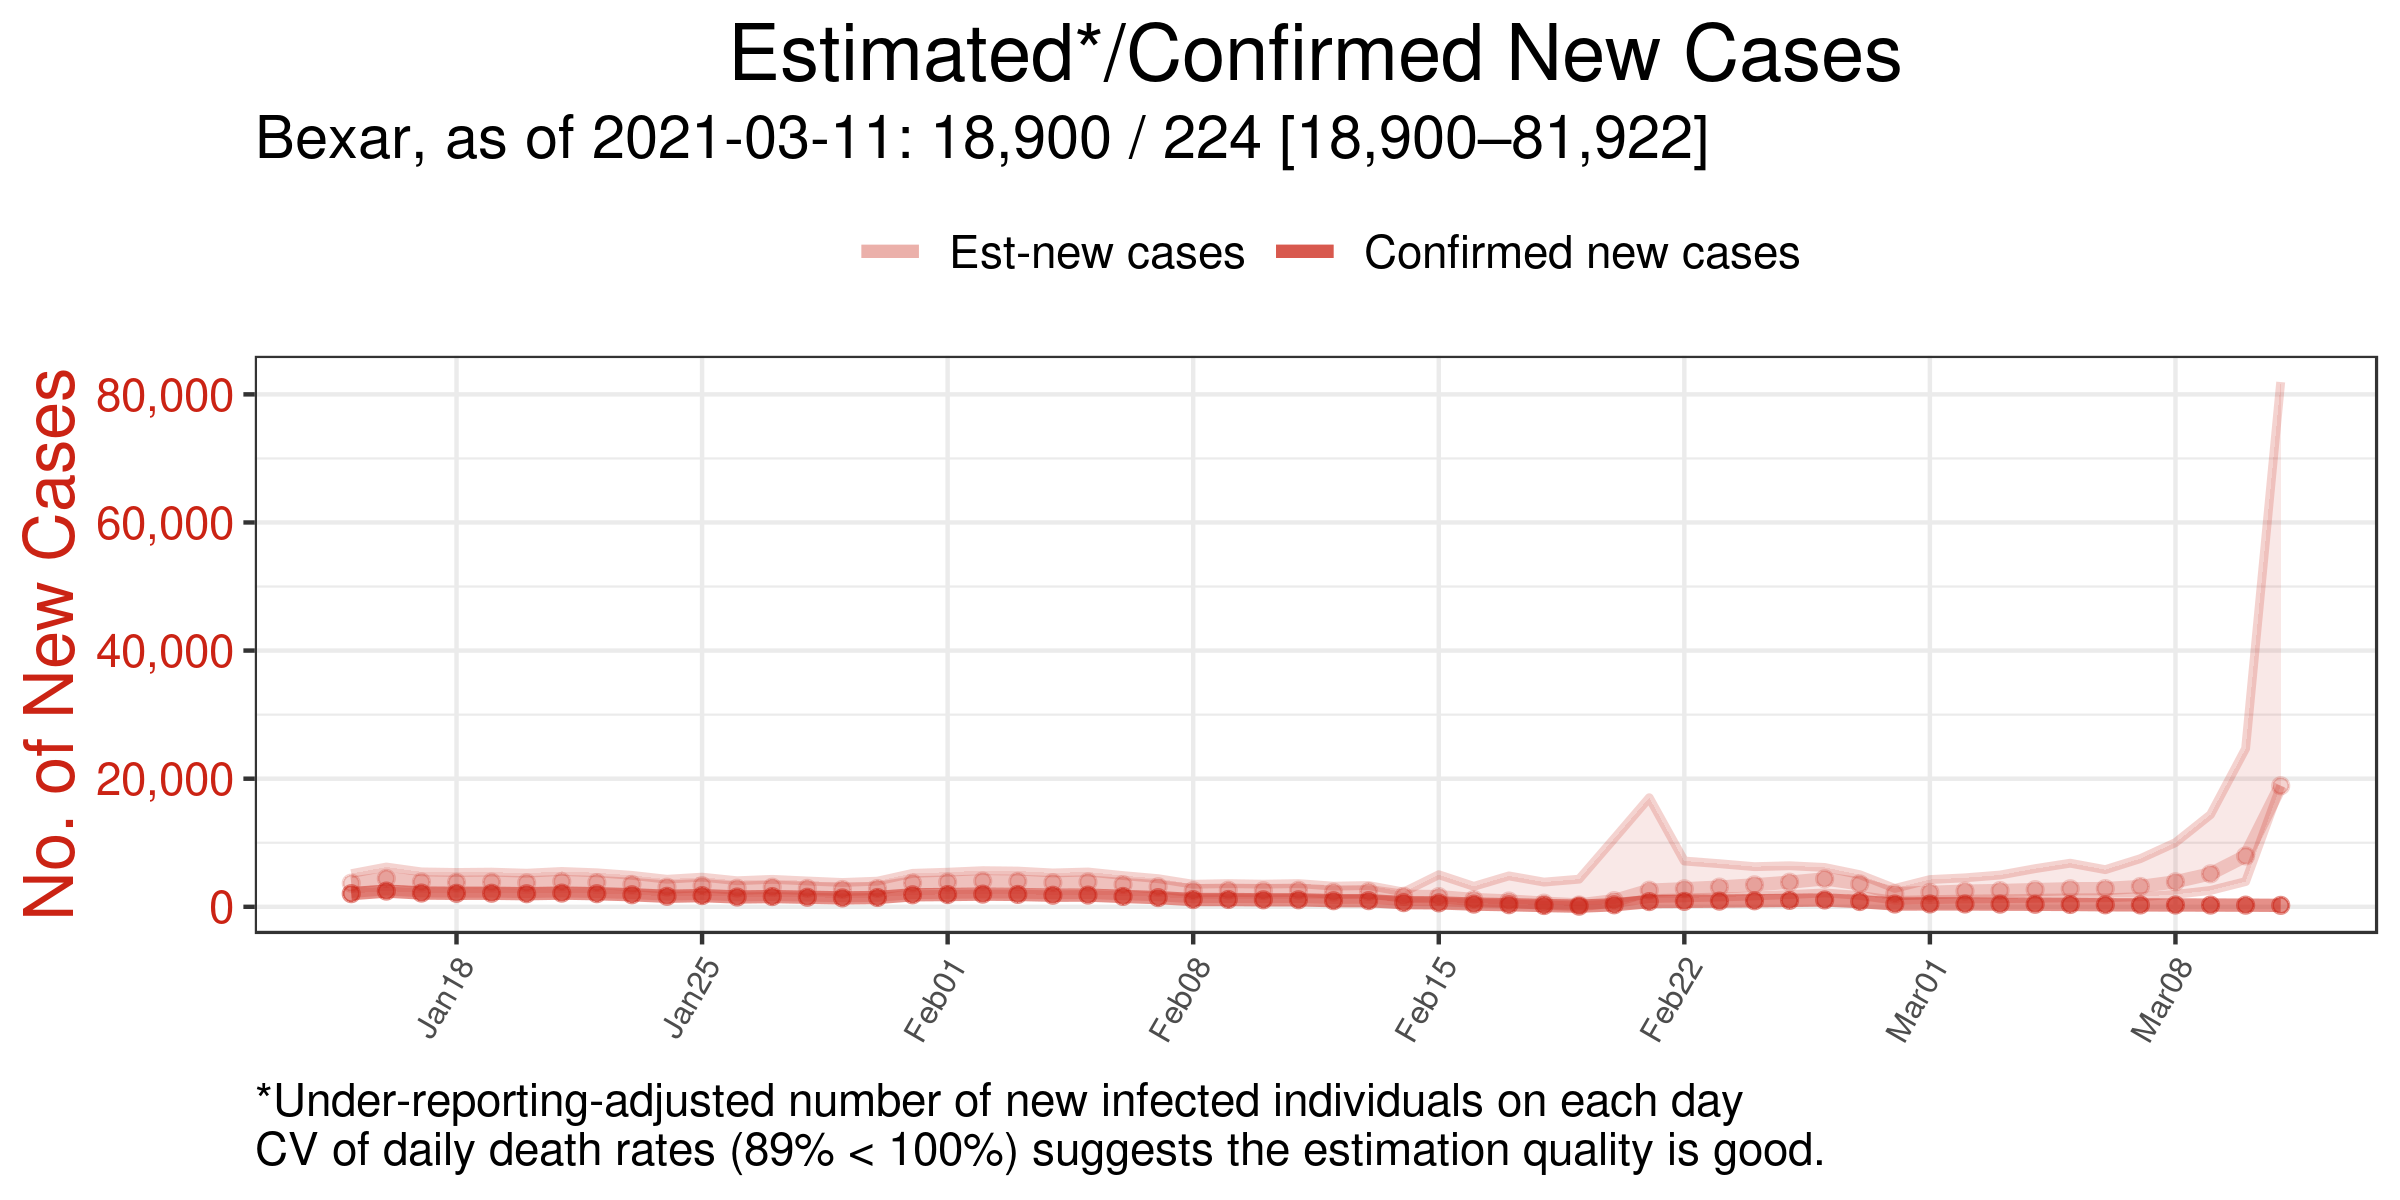 Estimated*/Confirmed New Cases
Bexar, as of 2021-03-11: 18,900 / 224 [18,900–81,922]
Est-new cases Confirmed new cases
No. of New Cases
80,000
60,000
40,000
20,000
0
Jan18 Jan25 Feb01 Feb08 Feb15 Feb22 Mar01 Mar08
*Under-reporting-adjusted number of new infected individuals on each day
CV of daily death rates (89% < 100%) suggests the estimation quality is good.